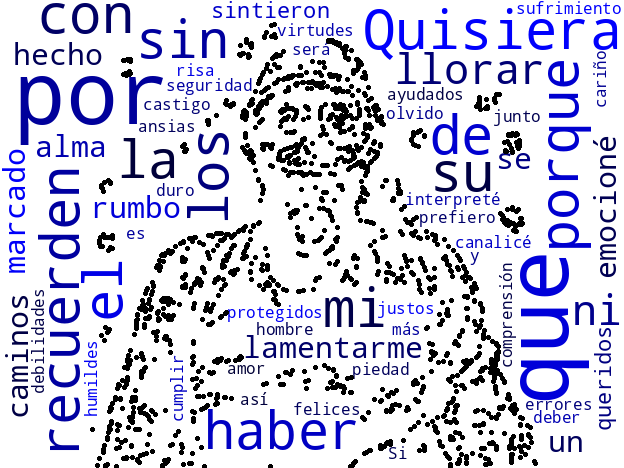 sintieron
sufrimiento
con
sin
virtudes
Quisiera
será
hecho
por
risa
seguridad
llorar
porque
cariño
castigo
ayudados
olvido
junto
ansias
alma
la
los
de
se
su
marcado
recuerden
duro
rumbo
interpreté
prefiero
emocioné
es
canalicé
y
el
que
comprensión
mi
ni
caminos
debilidades
protegidos
justos
hombre
más
humildes
lamentarme
queridos
cumplir
amor
piedad
así
felices
errores
deber
haber
un
Si